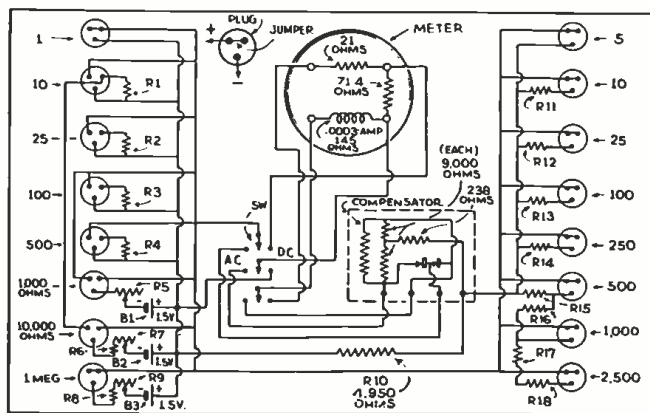 PLUG
JUMPER
+
−
METER
21
OHMS
71.4
OHMS
.0003-AMP
145
OHMS
1
10
25
100
500
1,000
OHMS
10,000
OHMS
1 MEG
R1
R2
R3
R4
R5
- +
B1 1.5V
R7
R6
- +
B2 1.5V
R9
R8
- +
B3 1.5V.
SW
AC
DC
(EACH)
9,000
OHMS
238
OHMS
COMPENSATOR
R10
4,950
OHMS
5
10
R11
25
R12
100
R13
250
R14
500
R15
R16
1,000
R17
2,500
R18